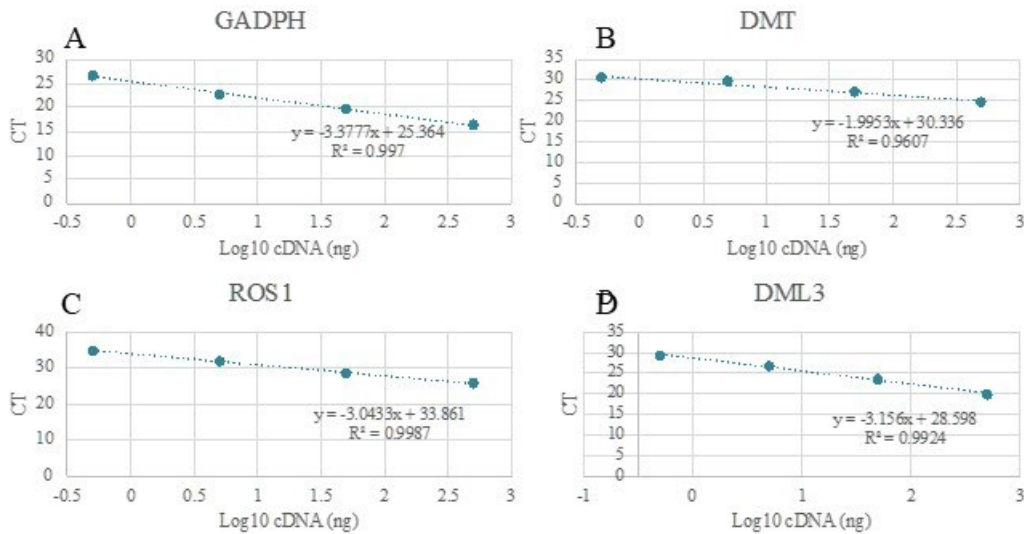 GADPH
A
30
25
20
15
10
5
0
CT
y = -3.3777x + 25.364
R² = 0.997
-0.5 0 0.5 1 1.5 2 2.5 3
Log10 cDNA (ng)
DMT
B
35
30
25
20
15
10
5
0
CT
y = -1.9953x + 30.336
R² = 0.9607
-0.5 0 0.5 1 1.5 2 2.5 3
Log10 cDNA (ng)
ROS1
C
40
30
20
10
0
CT
y = -3.0433x + 33.861
R² = 0.9987
-0.5 0 0.5 1 1.5 2 2.5 3
Log10 cDNA (ng)
DML3
D
35
30
25
20
15
10
5
0
CT
y = -3.156x + 28.598
R² = 0.9924
-1 0 1 2 3
Log10 cDNA (ng)